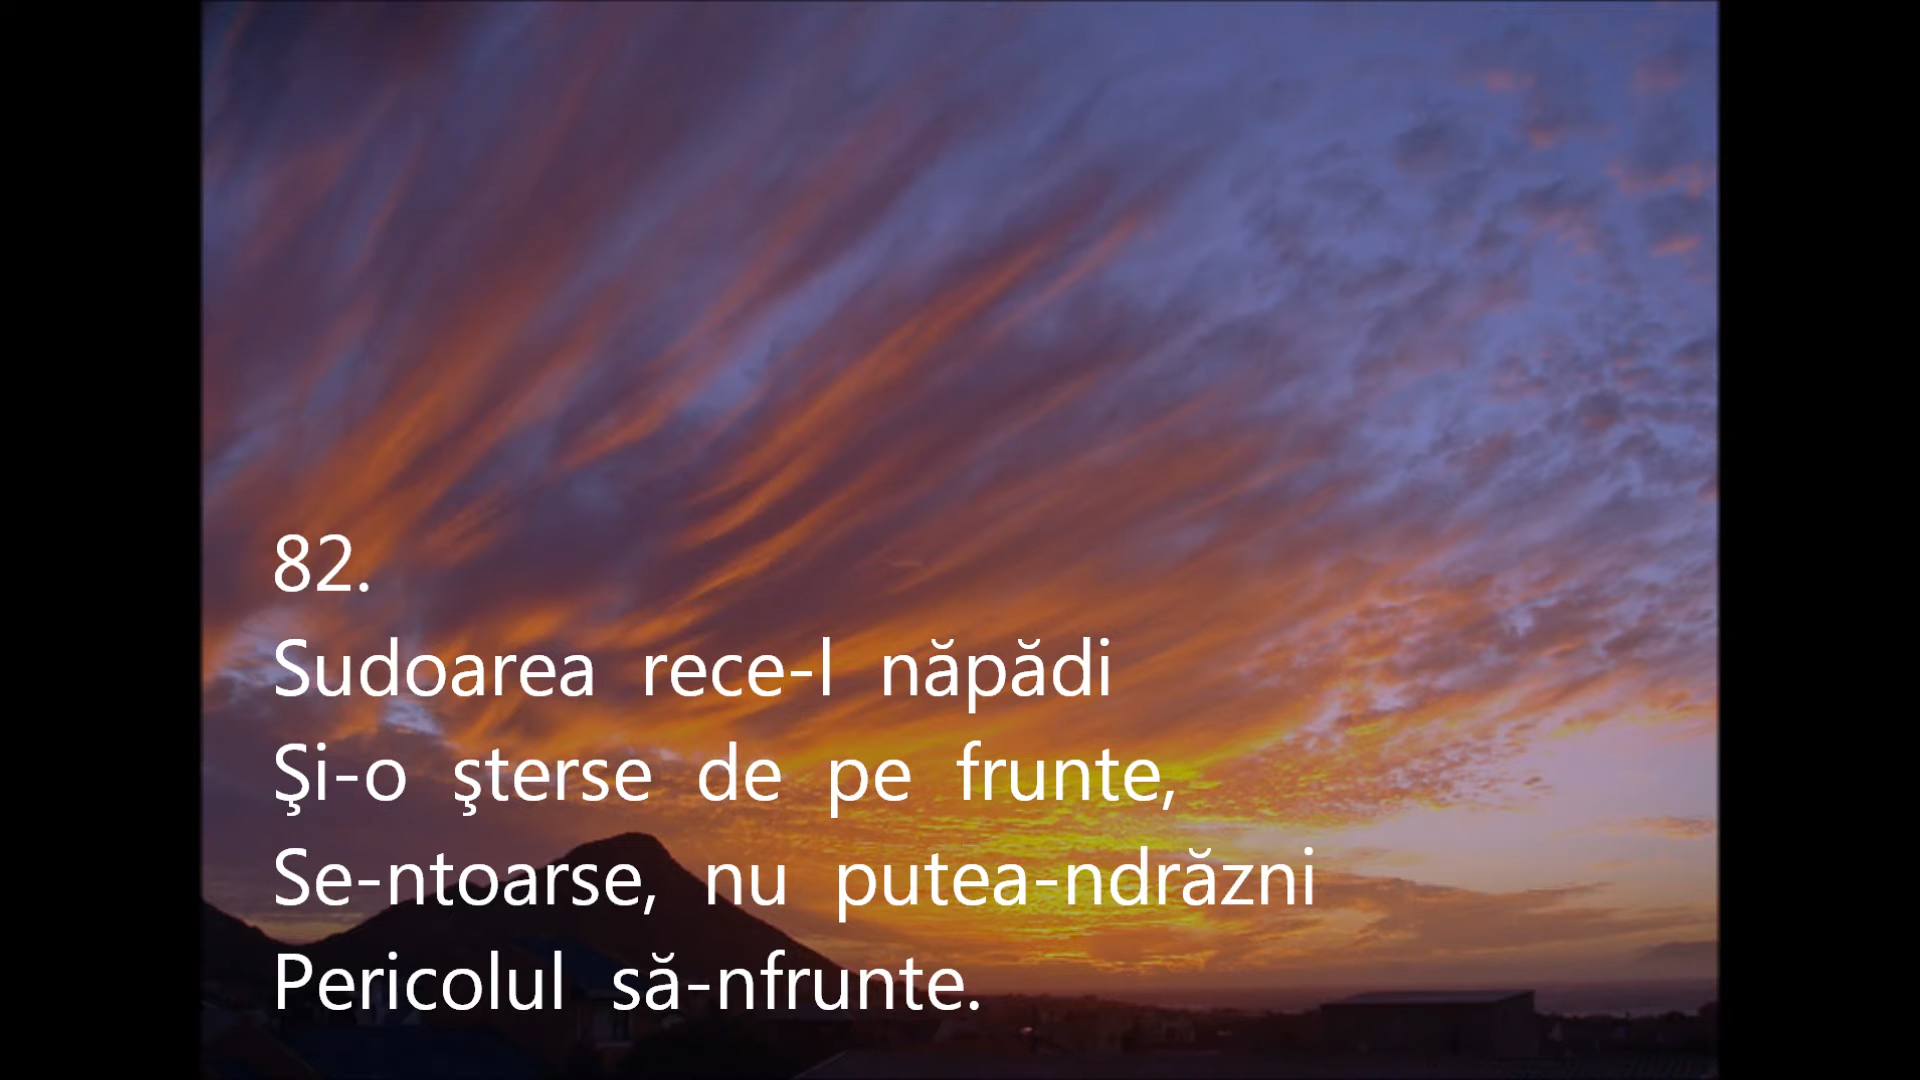 82.
Sudoarea rece-l năpădi
Şi-o şterse de pe frunte,
Se-ntoarse, nu putea-ndrăzni
Pericolul să-nfrunte.